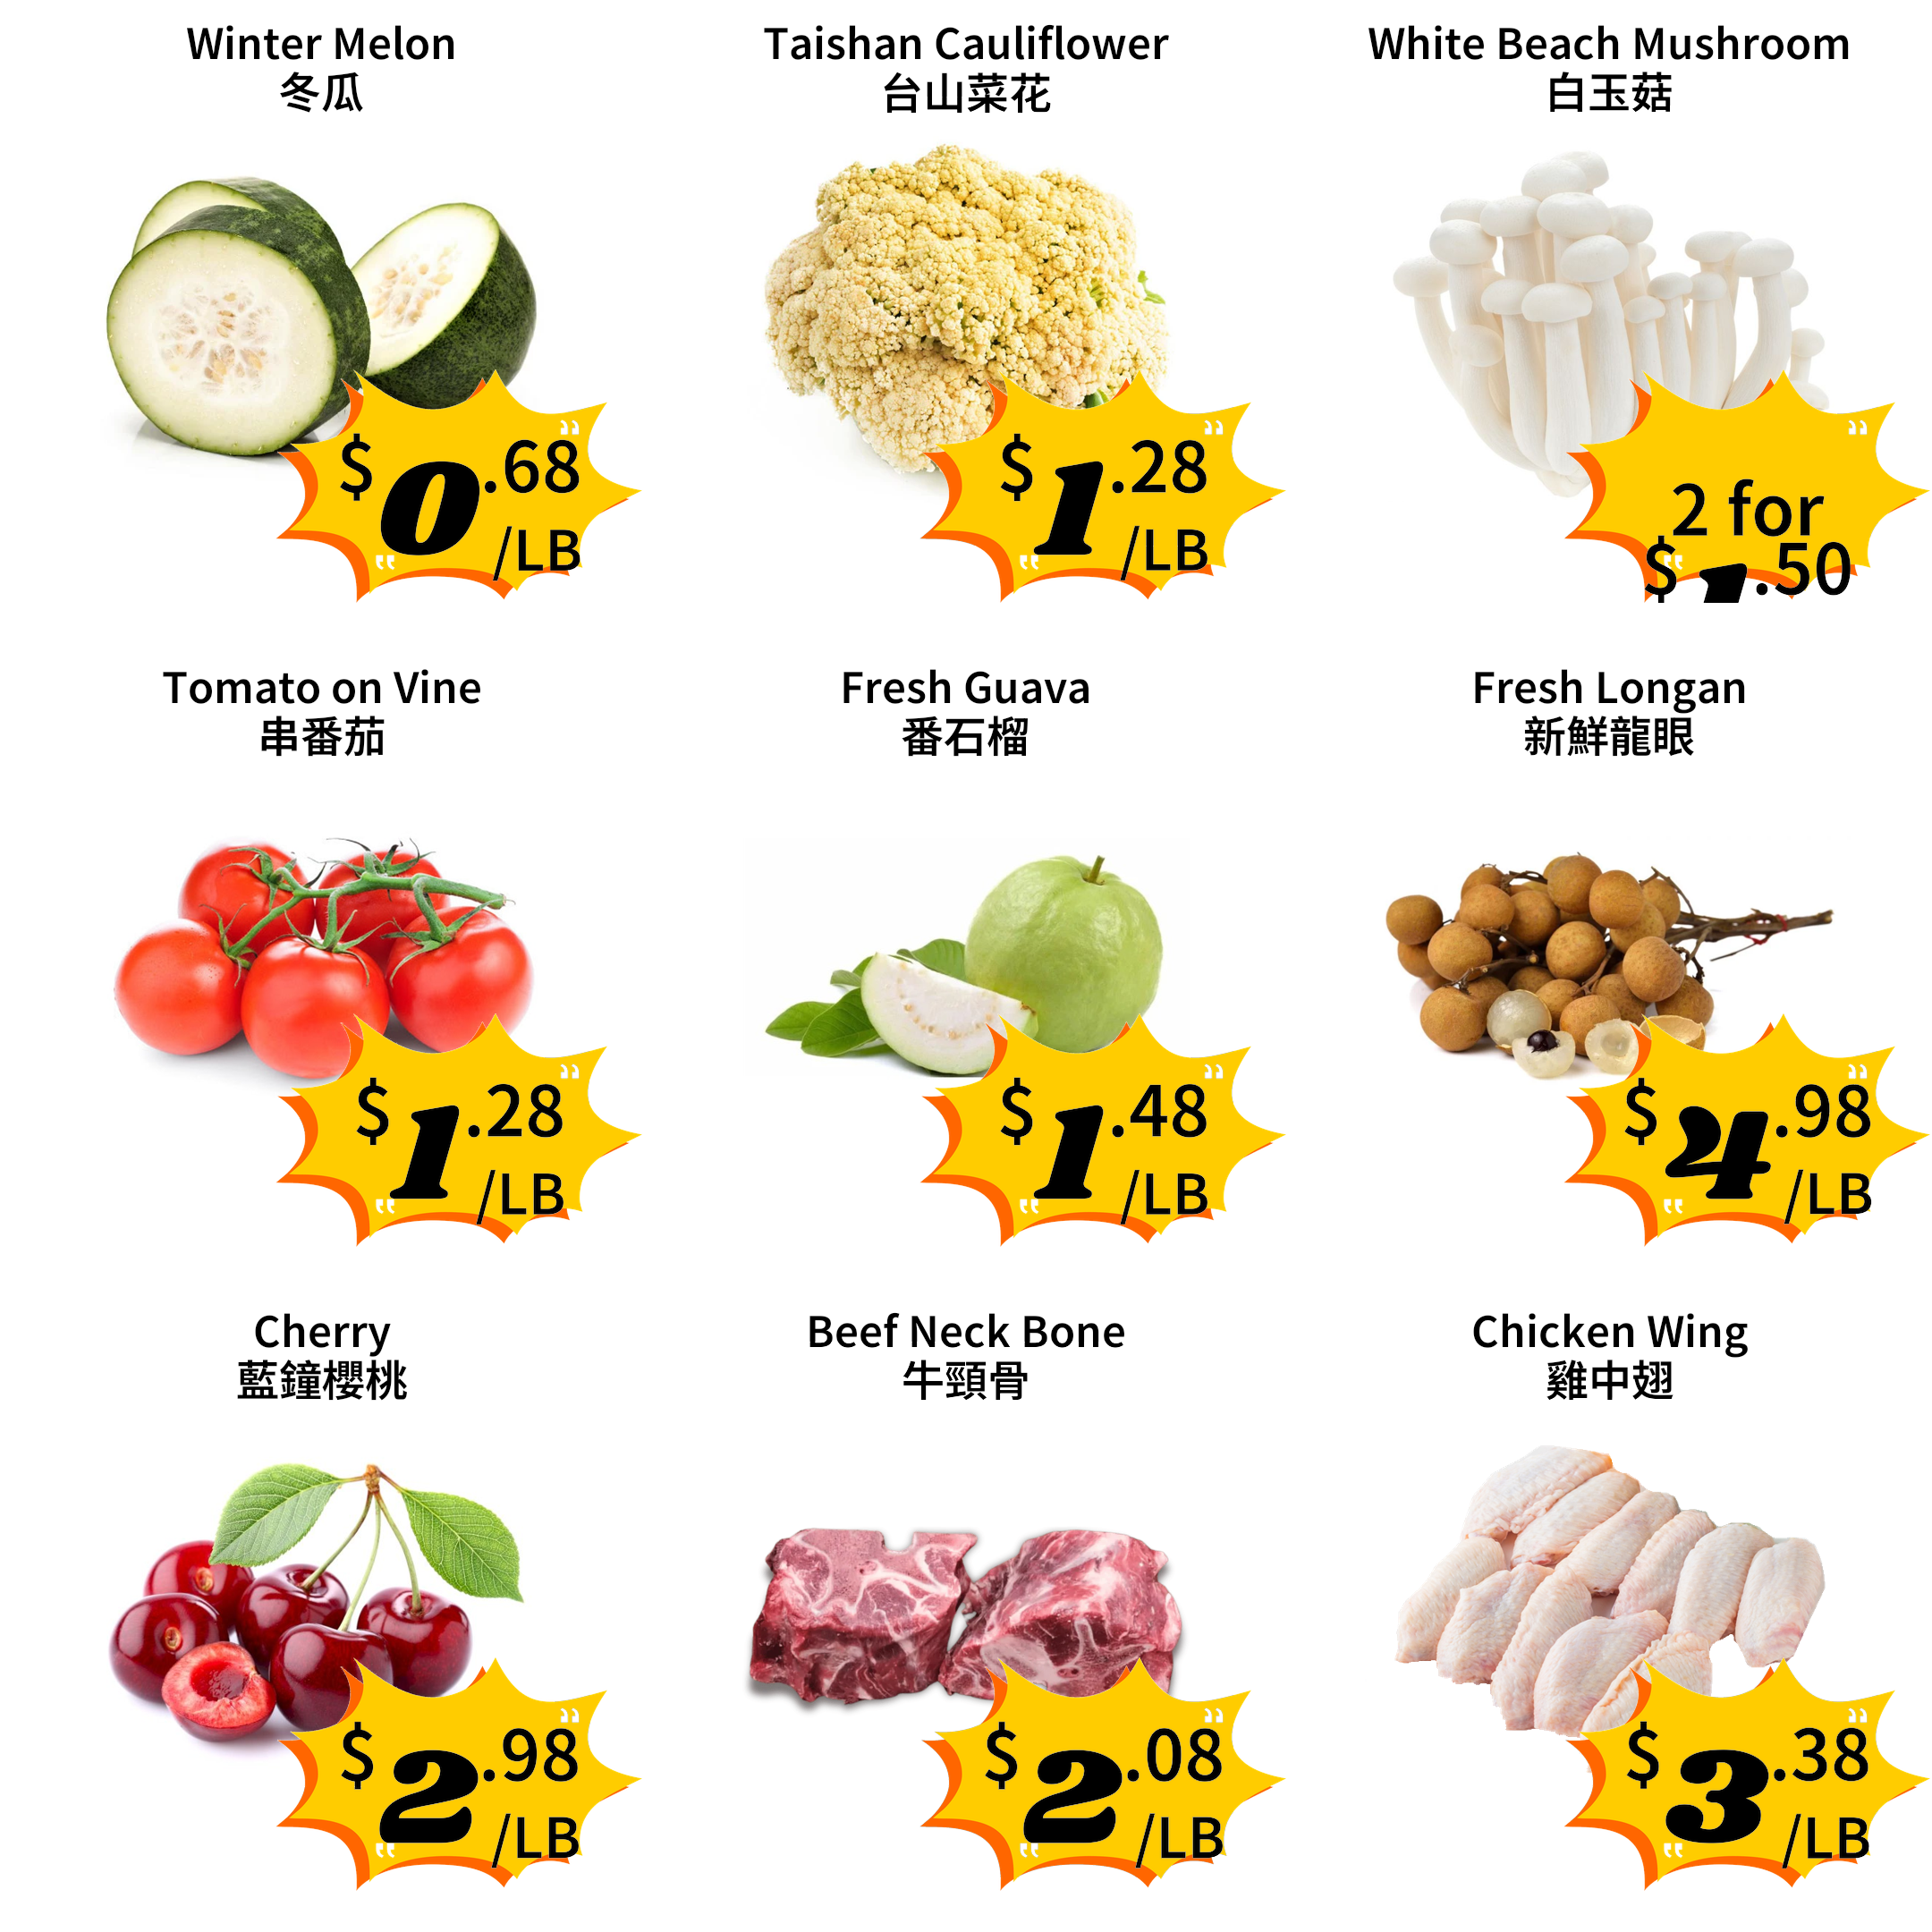 Winter Melon
冬瓜
$0.68
/LB
Taishan Cauliflower
台山菜花
$1.28
/LB
White Beach Mushroom
白玉菇
2 for
$1.50
Tomato on Vine
串番茄
$1.28
/LB
Fresh Guava
番石榴
$1.48
/LB
Fresh Longan
新鮮龍眼
$4.98
/LB
Cherry
藍鐘櫻桃
$2.98
/LB
Beef Neck Bone
牛頸骨
$2.08
/LB
Chicken Wing
雞中翅
$3.38
/LB